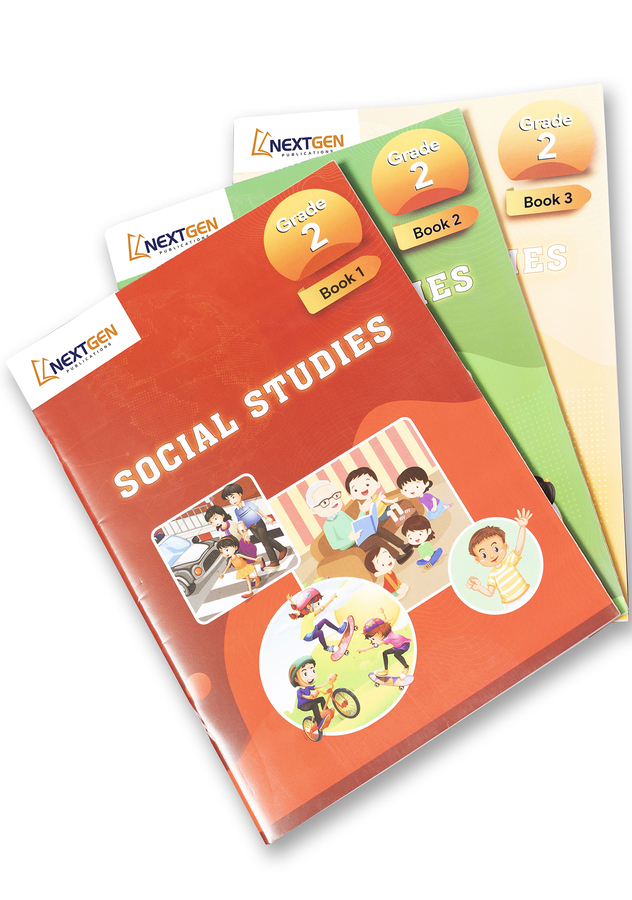 NEXTGEN
PUBLICATIONS
Grade
2
Book 3
IES
NEXTGEN
PUBLICATIONS
Grade
2
Book 2
IES
NEXTGEN
PUBLICATIONS
Grade
2
Book 1
SOCIAL STUDIES